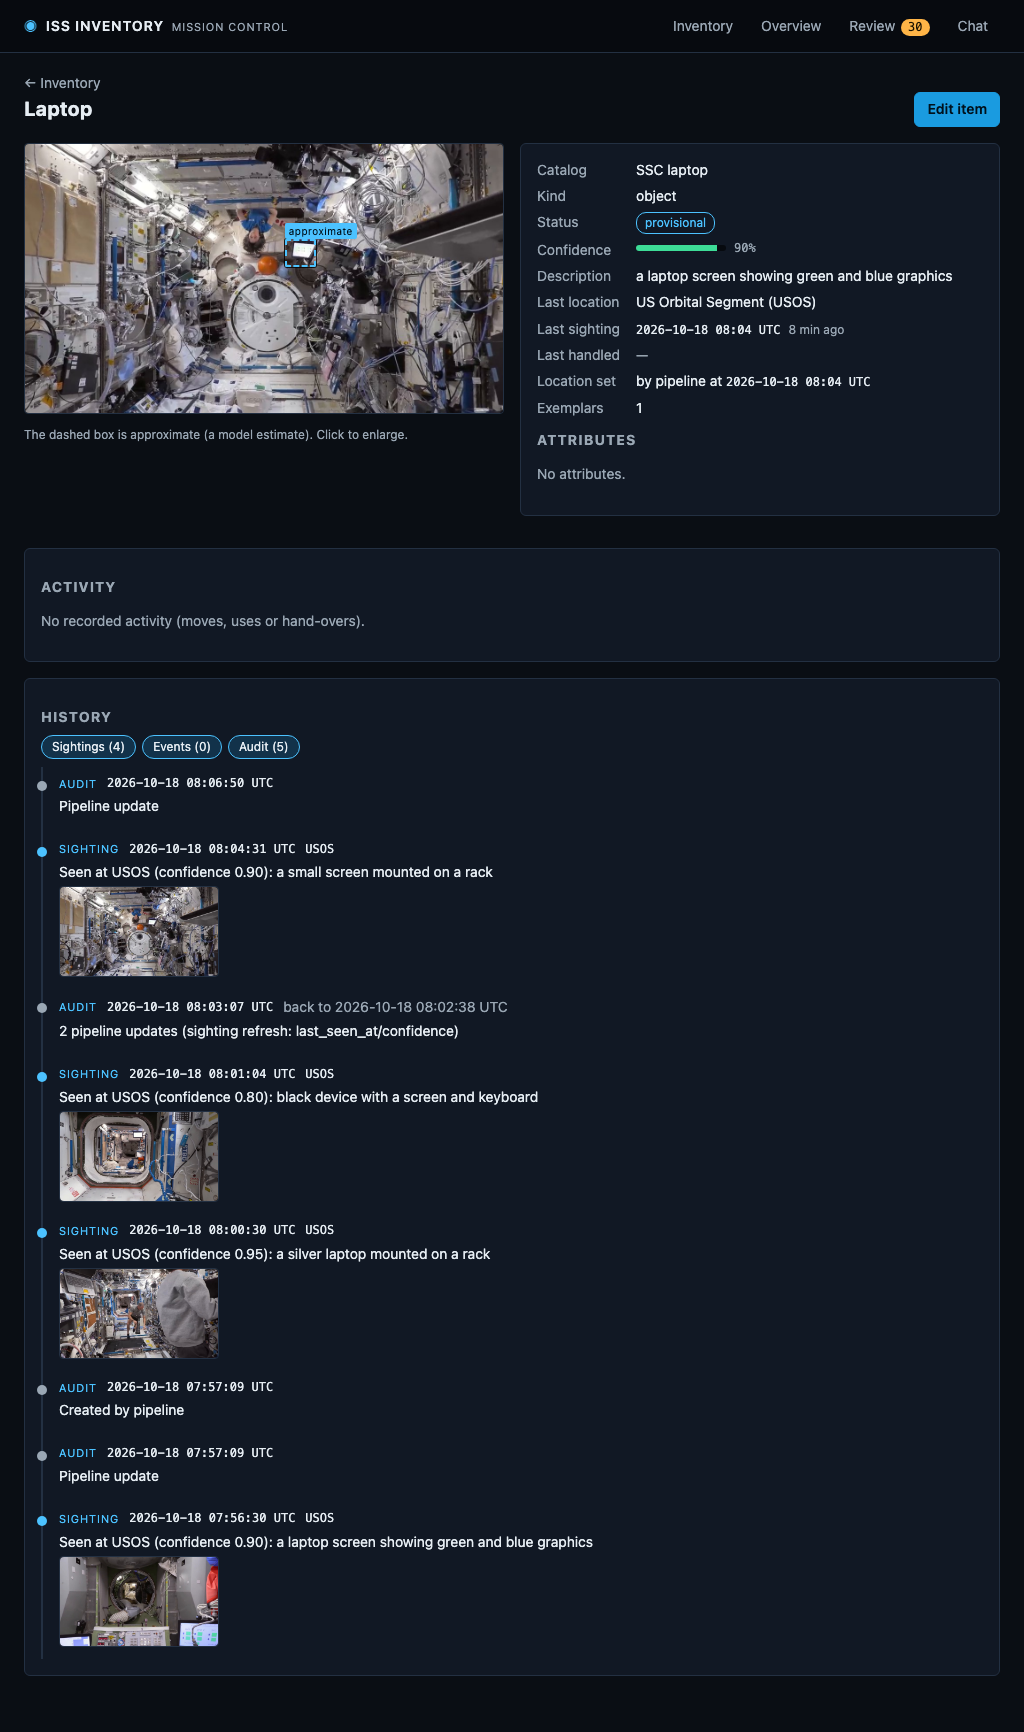 ISS INVENTORY MISSION CONTROL
Inventory Overview Review 30 Chat
← Inventory
Laptop
Edit item
approximate
The dashed box is approximate (a model estimate). Click to enlarge.
Catalog SSC laptop
Kind object
Status provisional
Confidence 90%
Description a laptop screen showing green and blue graphics
Last location US Orbital Segment (USOS)
Last sighting 2026-10-18 08:04 UTC 8 min ago
Last handled —
Location set by pipeline at 2026-10-18 08:04 UTC
Exemplars 1
ATTRIBUTES
No attributes.
ACTIVITY
No recorded activity (moves, uses or hand-overs).
HISTORY
Sightings (4) Events (0) Audit (5)
AUDIT 2026-10-18 08:06:50 UTC
Pipeline update
SIGHTING 2026-10-18 08:04:31 UTC USOS
Seen at USOS (confidence 0.90): a small screen mounted on a rack
AUDIT 2026-10-18 08:03:07 UTC back to 2026-10-18 08:02:38 UTC
2 pipeline updates (sighting refresh: last_seen_at/confidence)
SIGHTING 2026-10-18 08:01:04 UTC USOS
Seen at USOS (confidence 0.80): black device with a screen and keyboard
SIGHTING 2026-10-18 08:00:30 UTC USOS
Seen at USOS (confidence 0.95): a silver laptop mounted on a rack
AUDIT 2026-10-18 07:57:09 UTC
Created by pipeline
AUDIT 2026-10-18 07:57:09 UTC
Pipeline update
SIGHTING 2026-10-18 07:56:30 UTC USOS
Seen at USOS (confidence 0.90): a laptop screen showing green and blue graphics